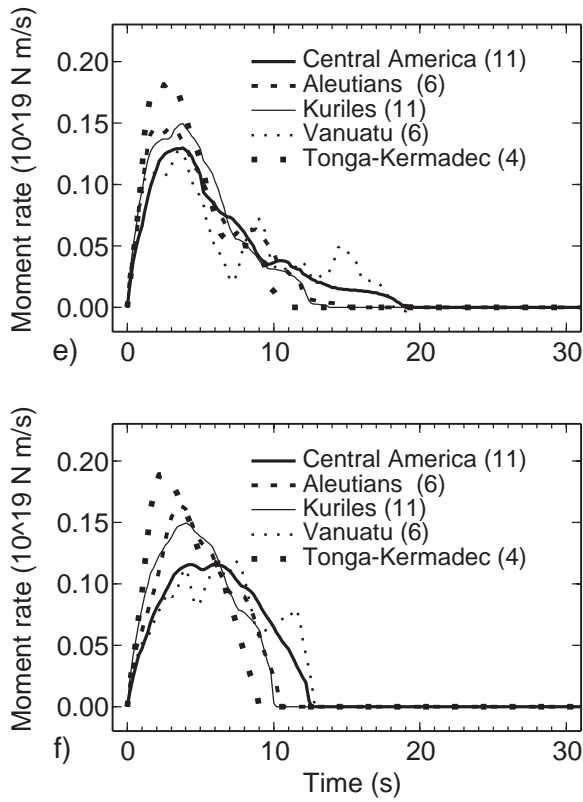 Moment rate (10^19 N m/s)
0.20
0.15
0.10
0.05
0.00
Central America (11)
Aleutians (6)
Kuriles (11)
Vanuatu (6)
Tonga-Kermadec (4)
e)
0 10 20 30
Moment rate (10^19 N m/s)
0.20
0.15
0.10
0.05
0.00
Central America (11)
Aleutians (6)
Kuriles (11)
Vanuatu (6)
Tonga-Kermadec (4)
f)
0 10 20 30
Time (s)